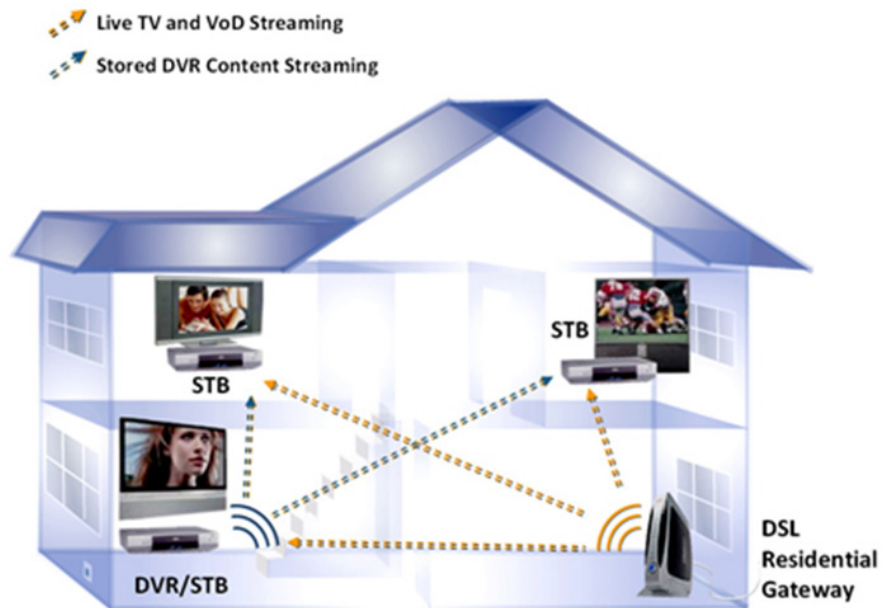 Live TV and VoD Streaming
Stored DVR Content Streaming
STB
STB
DVR/STB
DSL
Residential
Gateway